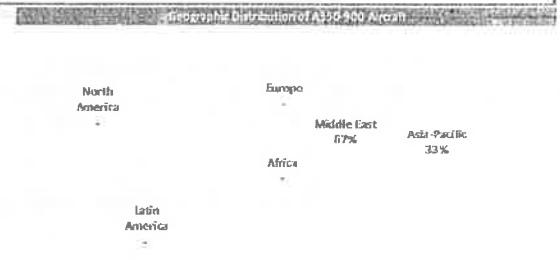 Geographic Distribution of A350-900 Aircraft
North
America
-
Europe
-
Middle East
67%
Asia-Pacific
33%
Africa
-
Latin
America
-